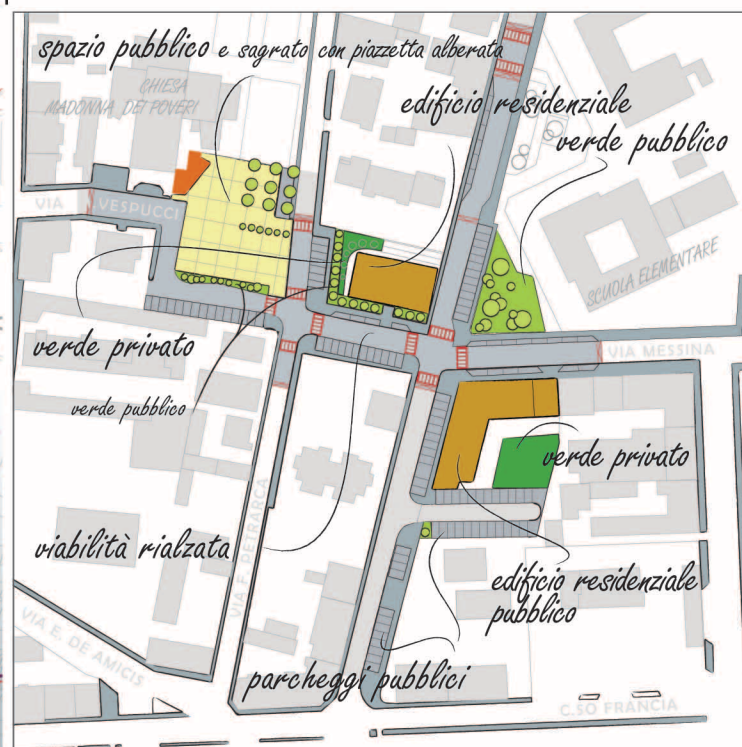 spazio pubblico e sagrato con piazzetta alberata
CHIESA
MADONNA DEI POVERI
edificio residenziale
verde pubblico
VIA VESPUCCI
SCUOLA ELEMENTARE
verde privato
VIA MESSINA
verde pubblico
verde privato
VIA F. PETRARCA
viabilità rialzata
edificio residenziale
pubblico
VIA E. DE AMICIS
parcheggi pubblici
C.SO FRANCIA